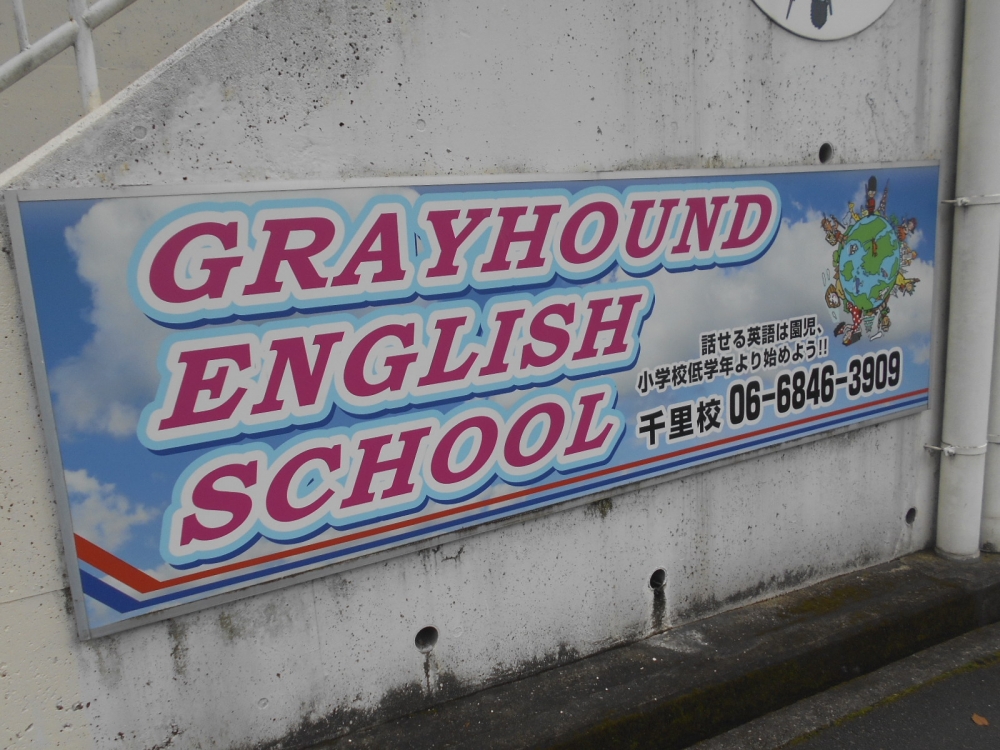 GRAYHOUND
ENGLISH
SCHOOL
話せる英語は園児、
小学校低学年より始めよう!!
千里校 06-6846-3909